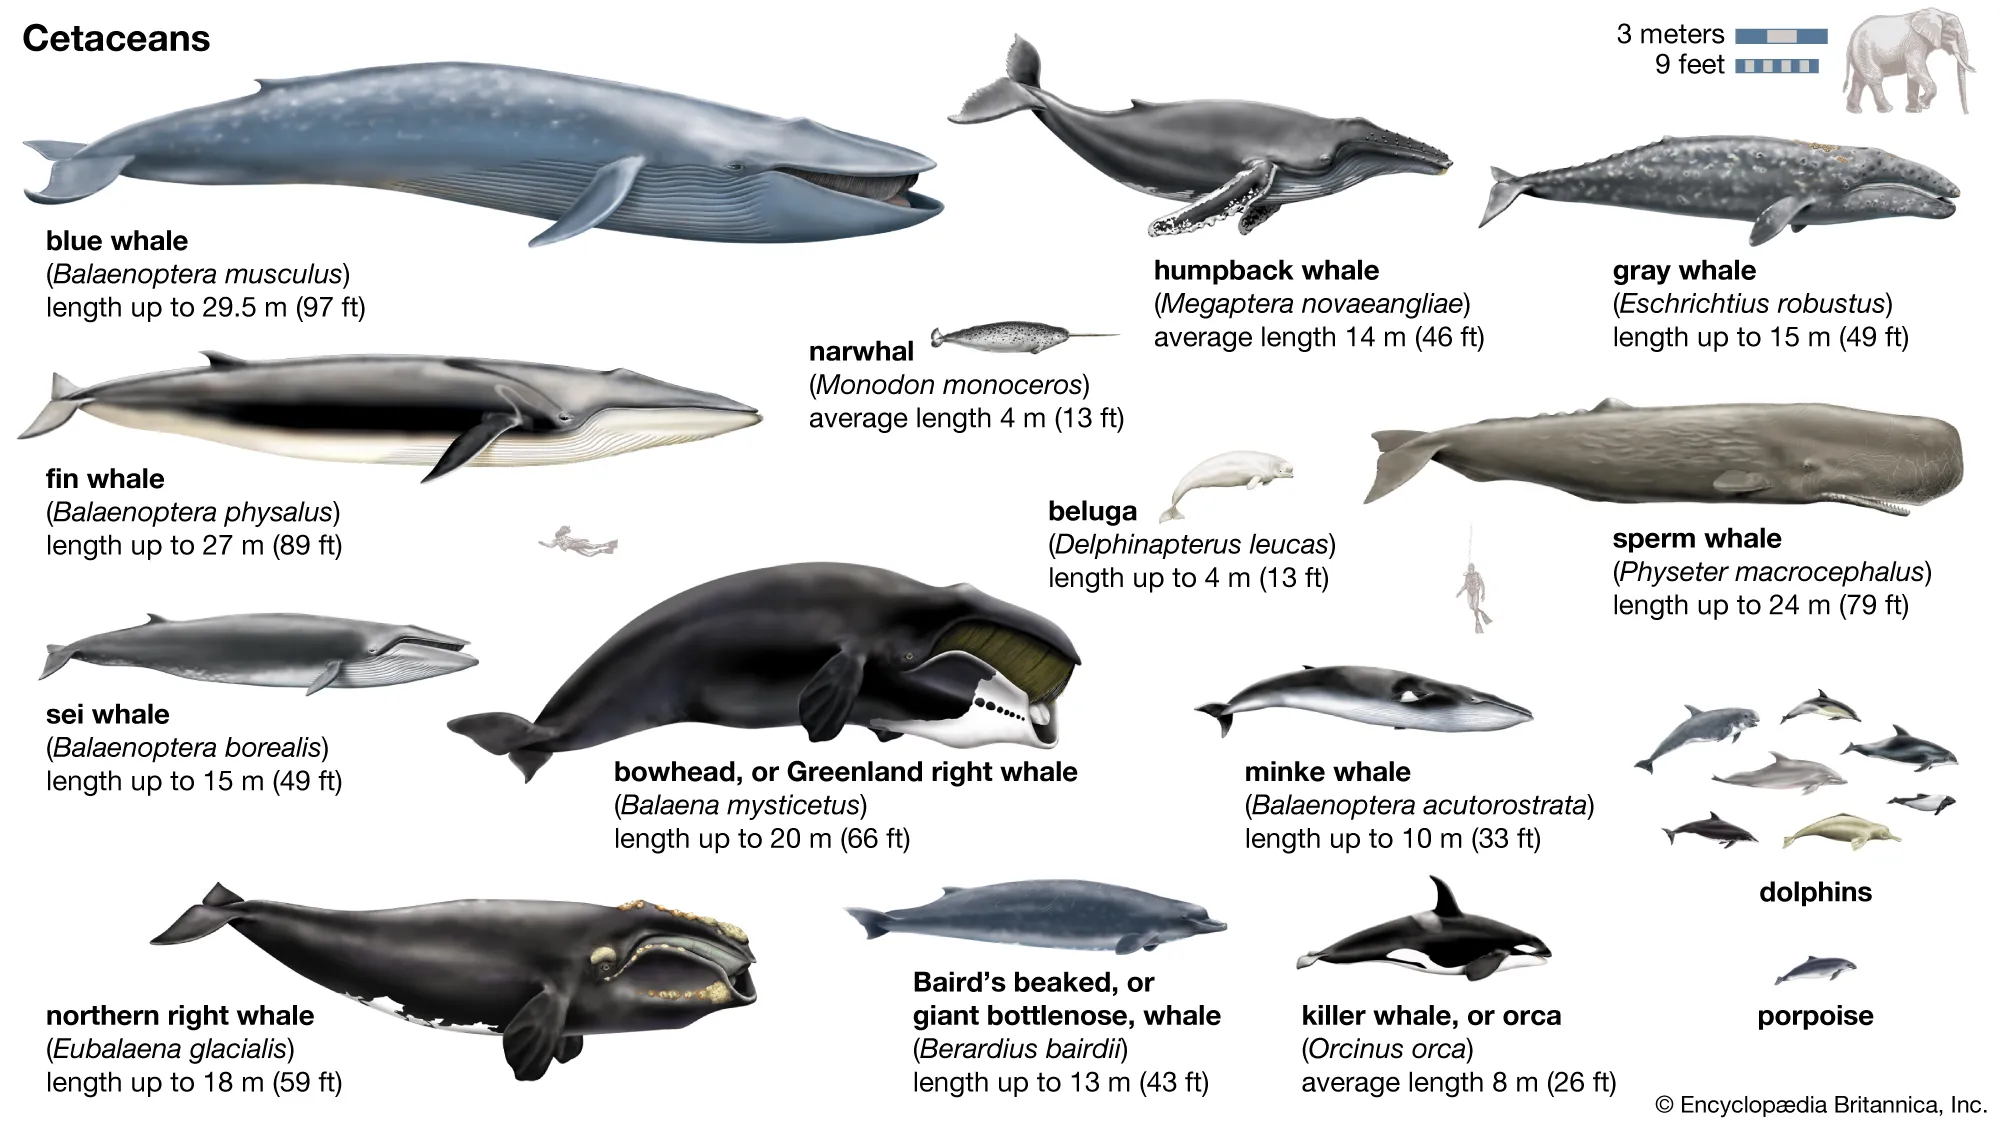 Cetaceans
3 meters
9 feet
blue whale
(Balaenoptera musculus)
length up to 29.5 m (97 ft)
humpback whale
(Megaptera novaeangliae)
average length 14 m (46 ft)
gray whale
(Eschrichtius robustus)
length up to 15 m (49 ft)
narwhal
(Monodon monoceros)
average length 4 m (13 ft)
fin whale
(Balaenoptera physalus)
length up to 27 m (89 ft)
beluga
(Delphinapterus leucas)
length up to 4 m (13 ft)
sperm whale
(Physeter macrocephalus)
length up to 24 m (79 ft)
sei whale
(Balaenoptera borealis)
length up to 15 m (49 ft)
bowhead, or Greenland right whale
(Balaena mysticetus)
length up to 20 m (66 ft)
minke whale
(Balaenoptera acutorostrata)
length up to 10 m (33 ft)
dolphins
northern right whale
(Eubalaena glacialis)
length up to 18 m (59 ft)
Baird’s beaked, or
giant bottlenose, whale
(Berardius bairdii)
length up to 13 m (43 ft)
killer whale, or orca
(Orcinus orca)
average length 8 m (26 ft)
porpoise
© Encyclopædia Britannica, Inc.